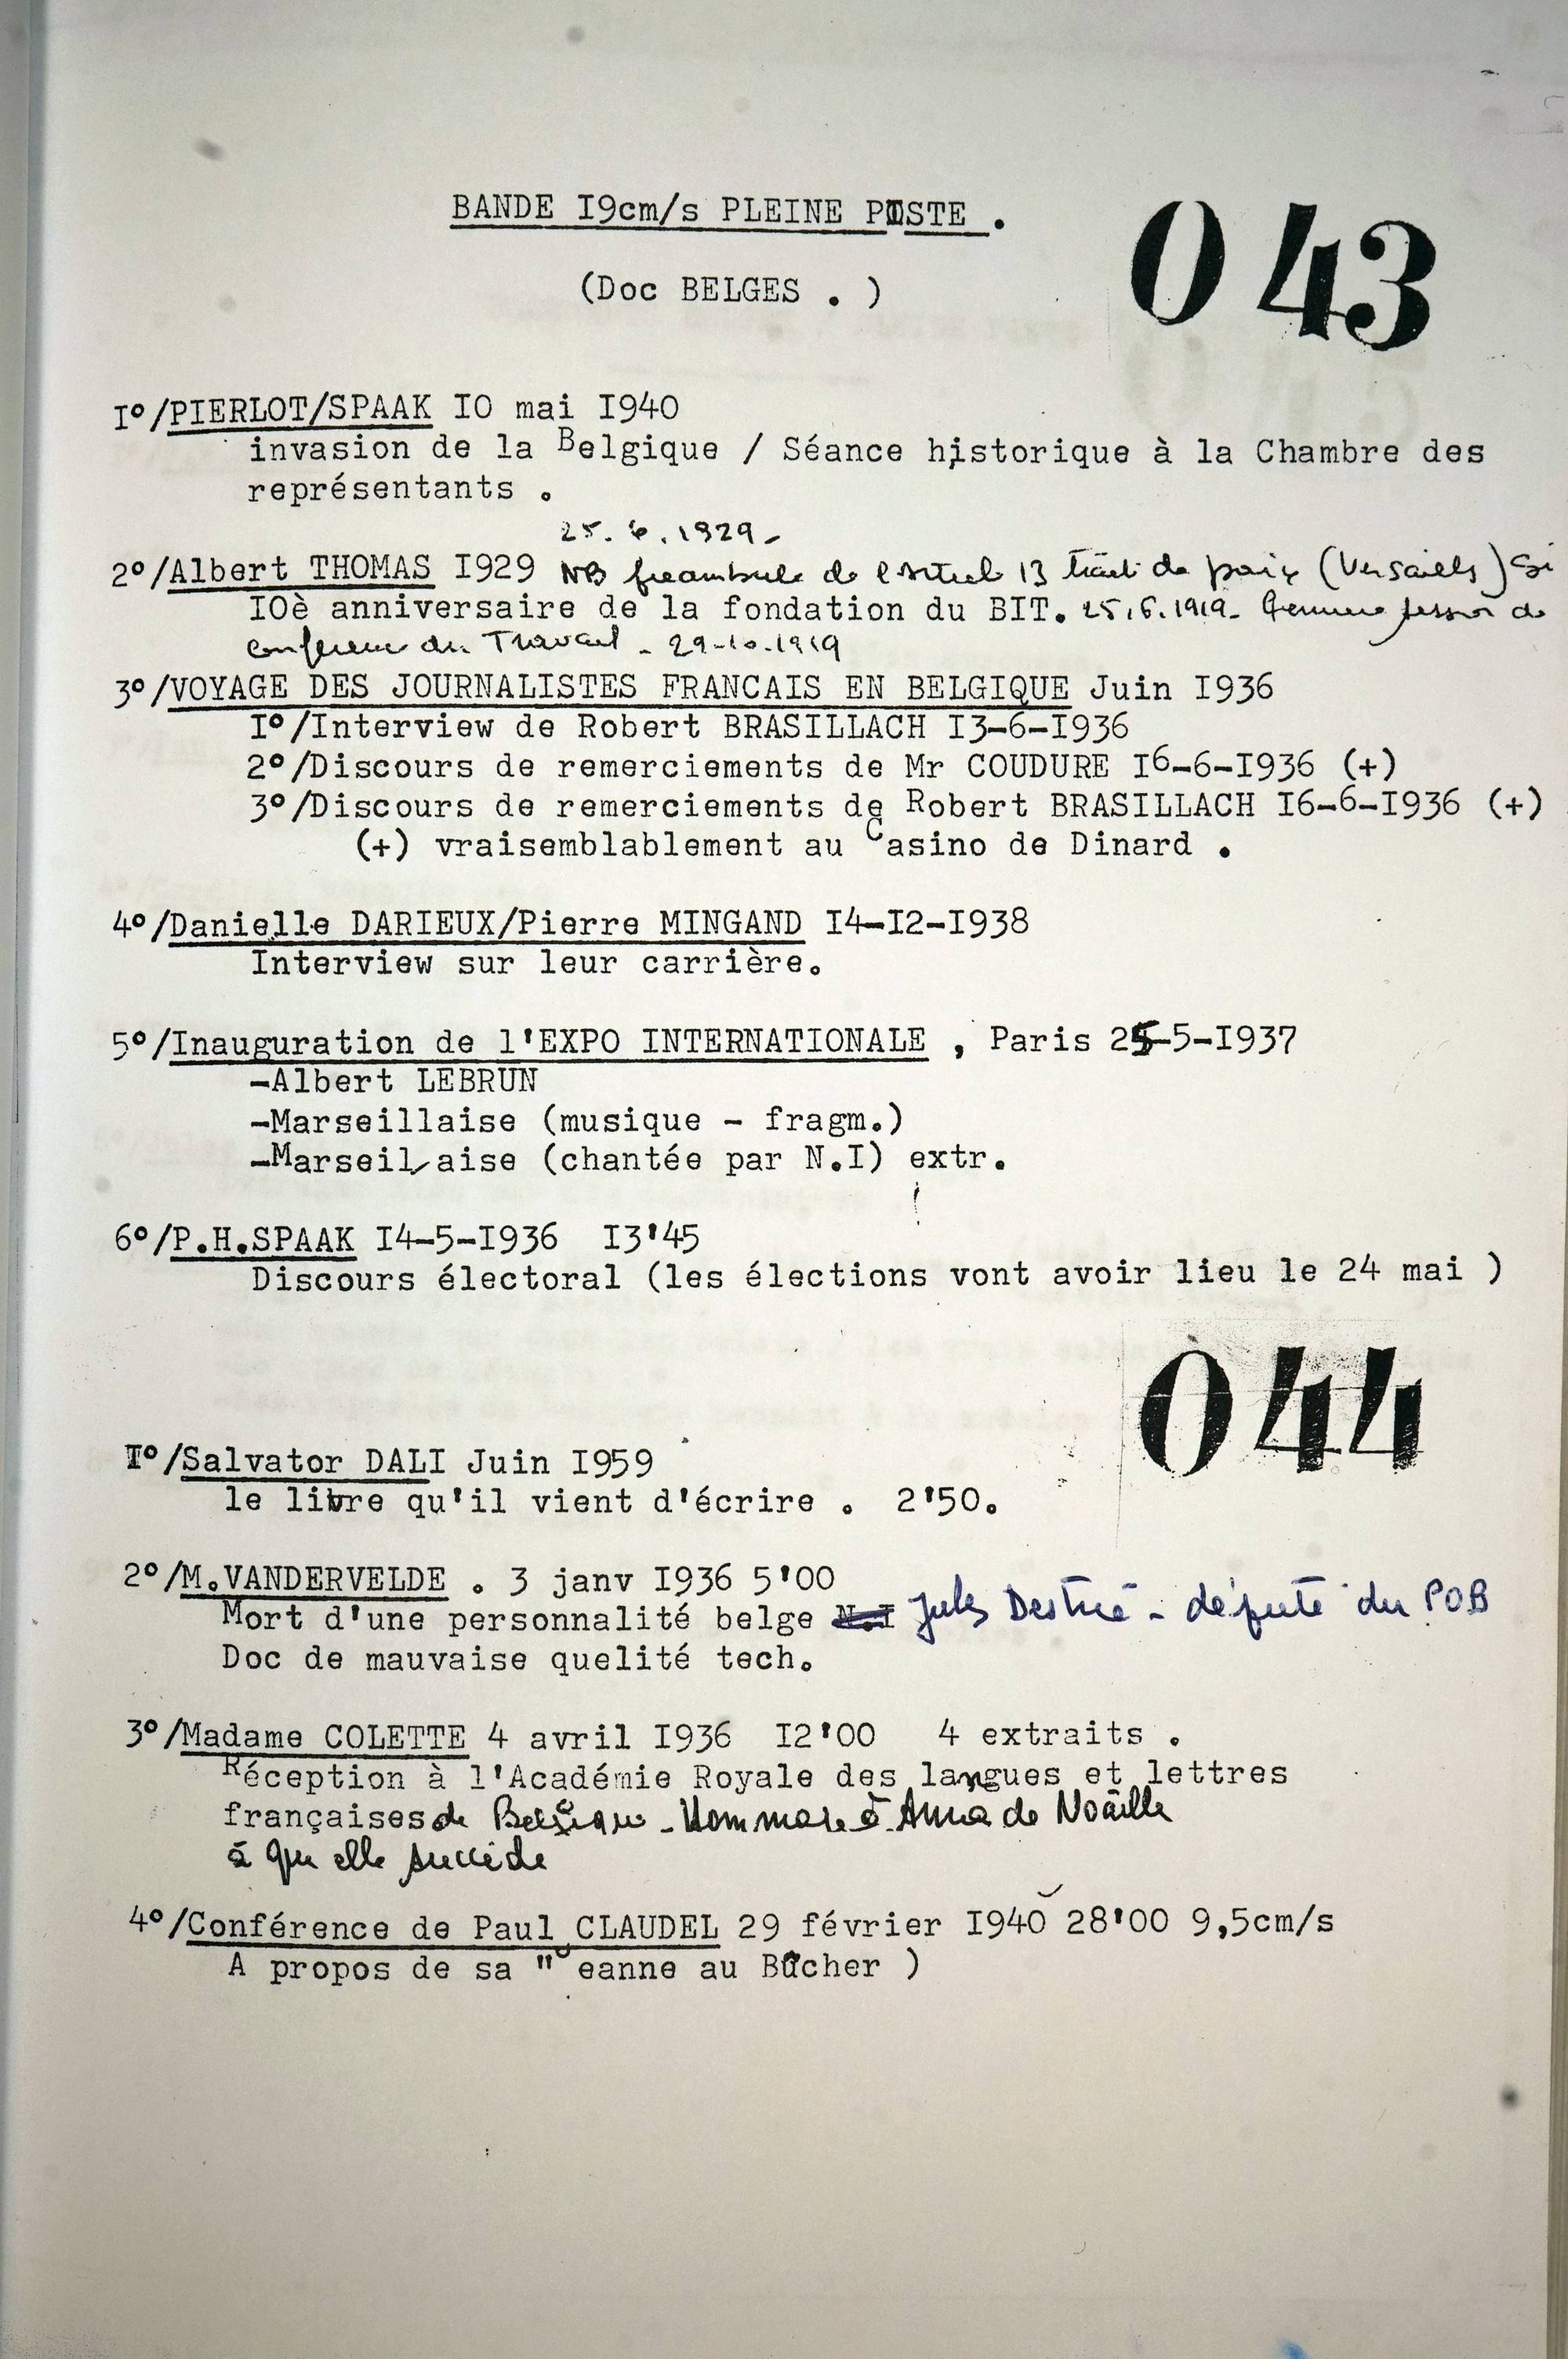 BANDE I9cm/s PLEINE PISTE .
043
(Doc BELGES . )
I°/PIERLOT/SPAAK IO mai I940
invasion de la Belgique / Séance historique à la Chambre des
représentants .
25.6.1929-
2°/Albert THOMAS I929 NB préambule de l'article 13 traité de paix (Versailles)
IOè anniversaire de la fondation du BIT. 25.6.1919- session de
conférence du Travail - 29-10-1919
3°/VOYAGE DES JOURNALISTES FRANCAIS EN BELGIQUE Juin I936
I°/Interview de Robert BRASILLACH I3-6-I936
2°/Discours de remerciements de Mr COUDURE I6-6-I936 (+)
3°/Discours de remerciements de Robert BRASILLACH I6-6-I936 (+)
(+) vraisemblablement au Casino de Dinard .
4°/Danielle DARIEUX/Pierre MINGAND I4-I2-I938
Interview sur leur carrière.
5°/Inauguration de l'EXPO INTERNATIONALE , Paris 25-5-I937
-Albert LEBRUN
-Marseillaise (musique - fragm.)
-Marseil aise (chantée par N.I) extr.
6°/P.H.SPAAK I4-5-I936 I3'45
Discours électoral (les élections vont avoir lieu le 24 mai )
044
I°/Salvator DALI Juin I959
le libre qu'il vient d'écrire . 2'50.
2°/M.VANDERVELDE . 3 janv I936 5'00
Mort d'une personnalité belge N.I Jules Destrée - député du POB
Doc de mauvaise quelité tech.
3°/Madame COLETTE 4 avril I936 I2'00 4 extraits .
Réception à l'Académie Royale des langues et lettres
françaises de Belgique - Hommage à Anna de Noaille
à qui elle succède
4°/Conférence de Paul CLAUDEL 29 février I940 28'00 9,5cm/s
A propos de sa "Jeanne au Bûcher )